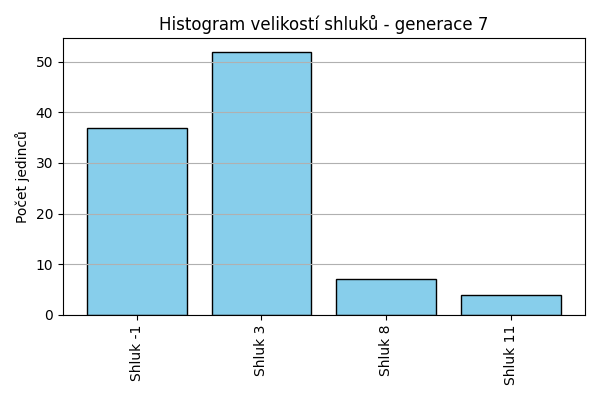 Histogram velikostí shluků - generace 7
Počet jedinců
50
40
30
20
10
0
Shluk -1
Shluk 3
Shluk 8
Shluk 11